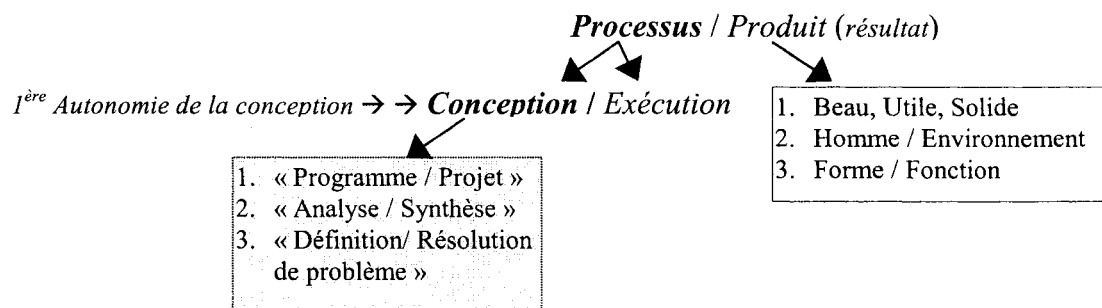 Processus / Produit (résultat)
1ère Autonomie de la conception → → Conception / Exécution
1. Beau, Utile, Solide
2. Homme / Environnement
3. Forme / Fonction
1. « Programme / Projet »
2. « Analyse / Synthèse »
3. « Définition/ Résolution
de problème »